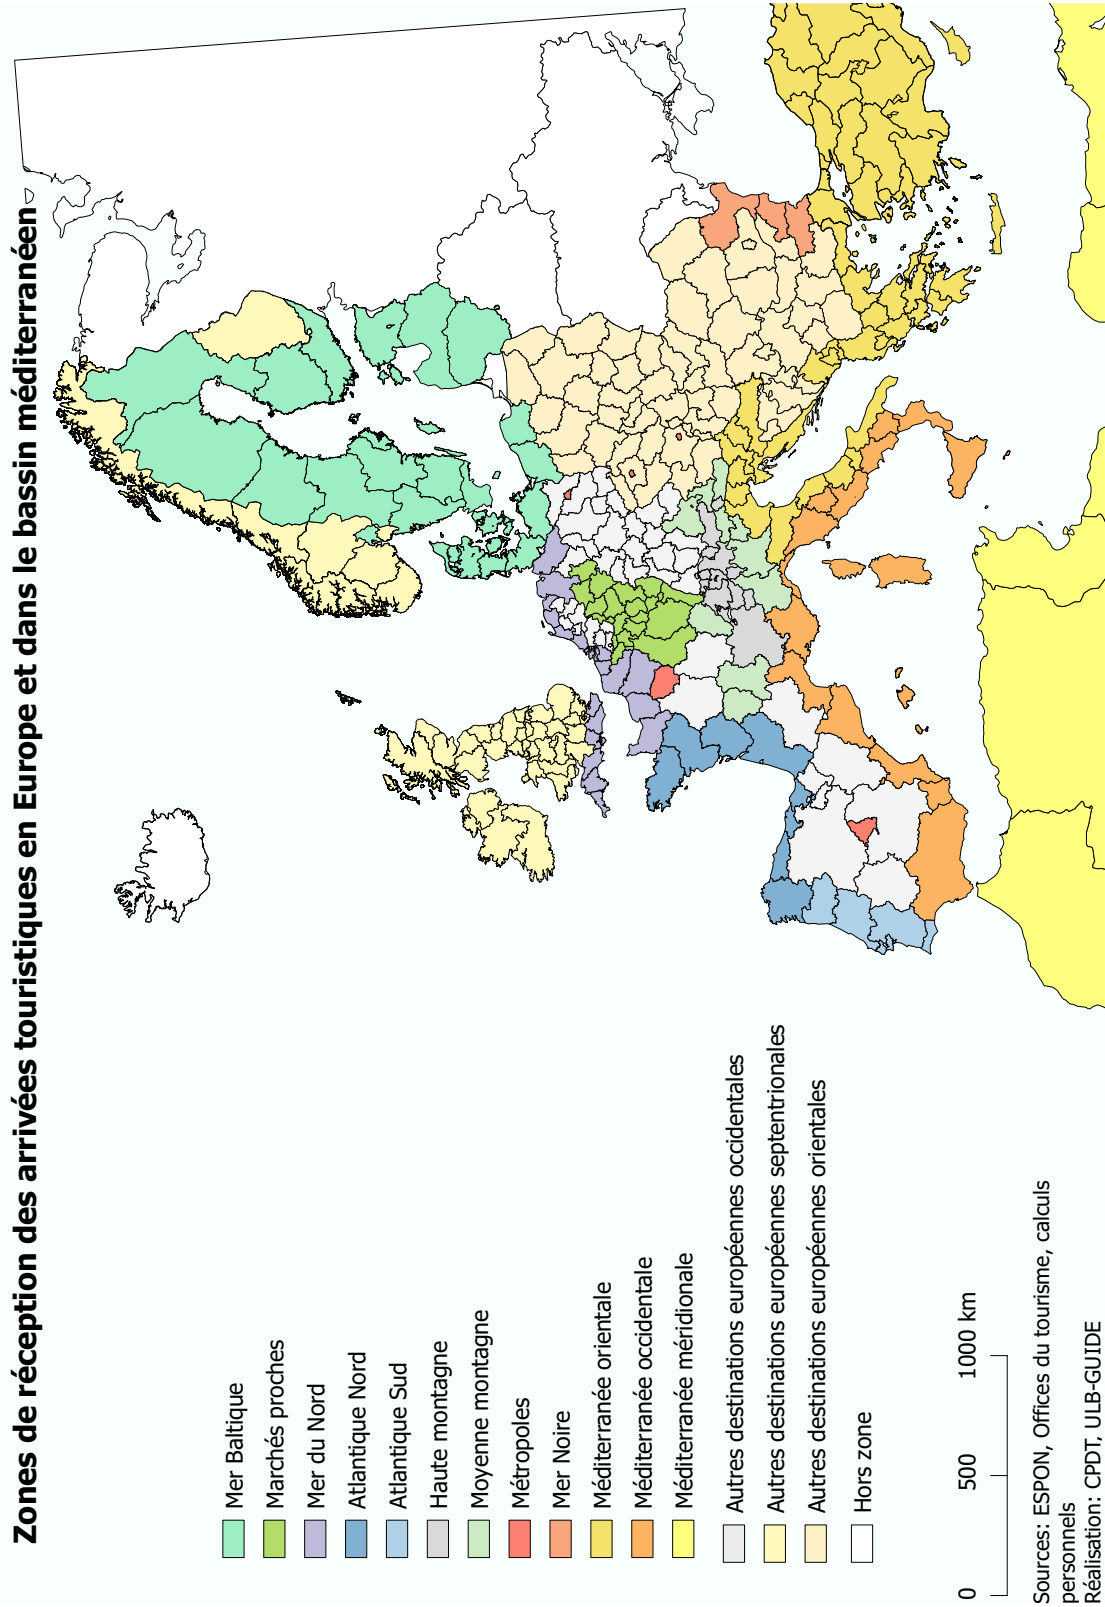 Zones de réception des arrivées touristiques en Europe et dans le bassin méditerranéen
Mer Baltique
Marchés proches
Mer du Nord
Atlantique Nord
Atlantique Sud
Haute montagne
Moyenne montagne
Métropoles
Mer Noire
Méditerranée orientale
Méditerranée occidentale
Méditerranée méridionale
Autres destinations européennes occidentales
Autres destinations européennes septentrionales
Autres destinations européennes orientales
Hors zone
0 500 1000 km
Sources: ESPON, Offices du tourisme, calculs
personnels
Réalisation: CPDT, ULB-GUIDE